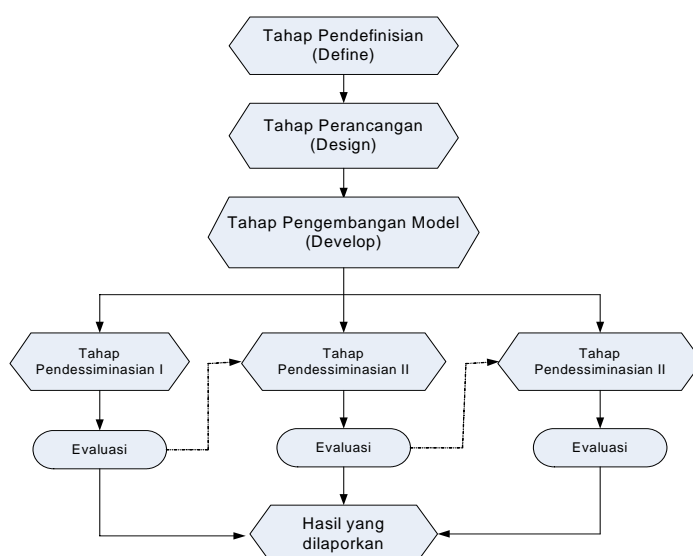 Tahap Pendefinisian
(Define)
Tahap Perancangan
(Design)
Tahap Pengembangan Model
(Develop)
Tahap
Pendessiminasian I
Tahap
Pendessiminasian II
Tahap
Pendessiminasian II
Evaluasi
Evaluasi
Evaluasi
Hasil yang
dilaporkan